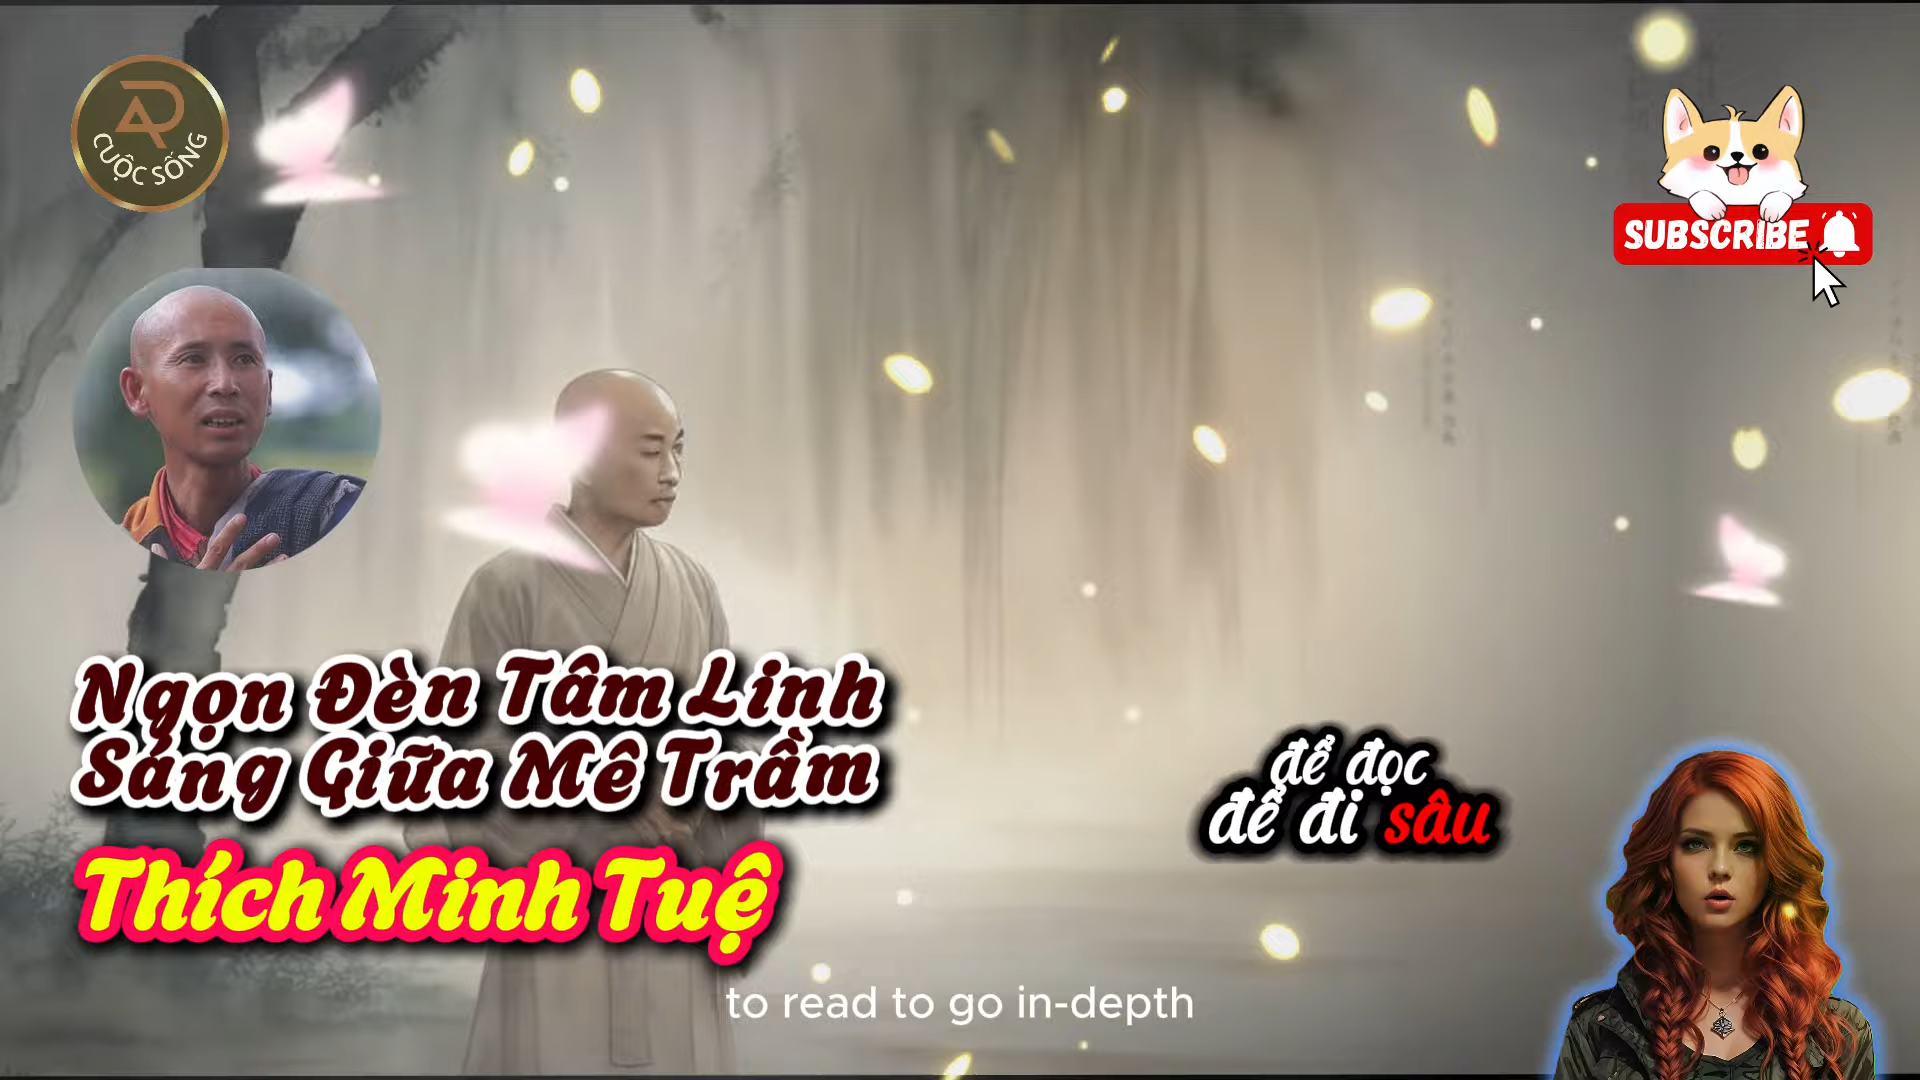 CUỘC SỐNG
SUBSCRIBE
Ngọn Đèn Tâm Linh
Sáng Giữa Mê Trầm
Thích Minh Tuệ
để đọc
để đi sâu
to read to go in-depth